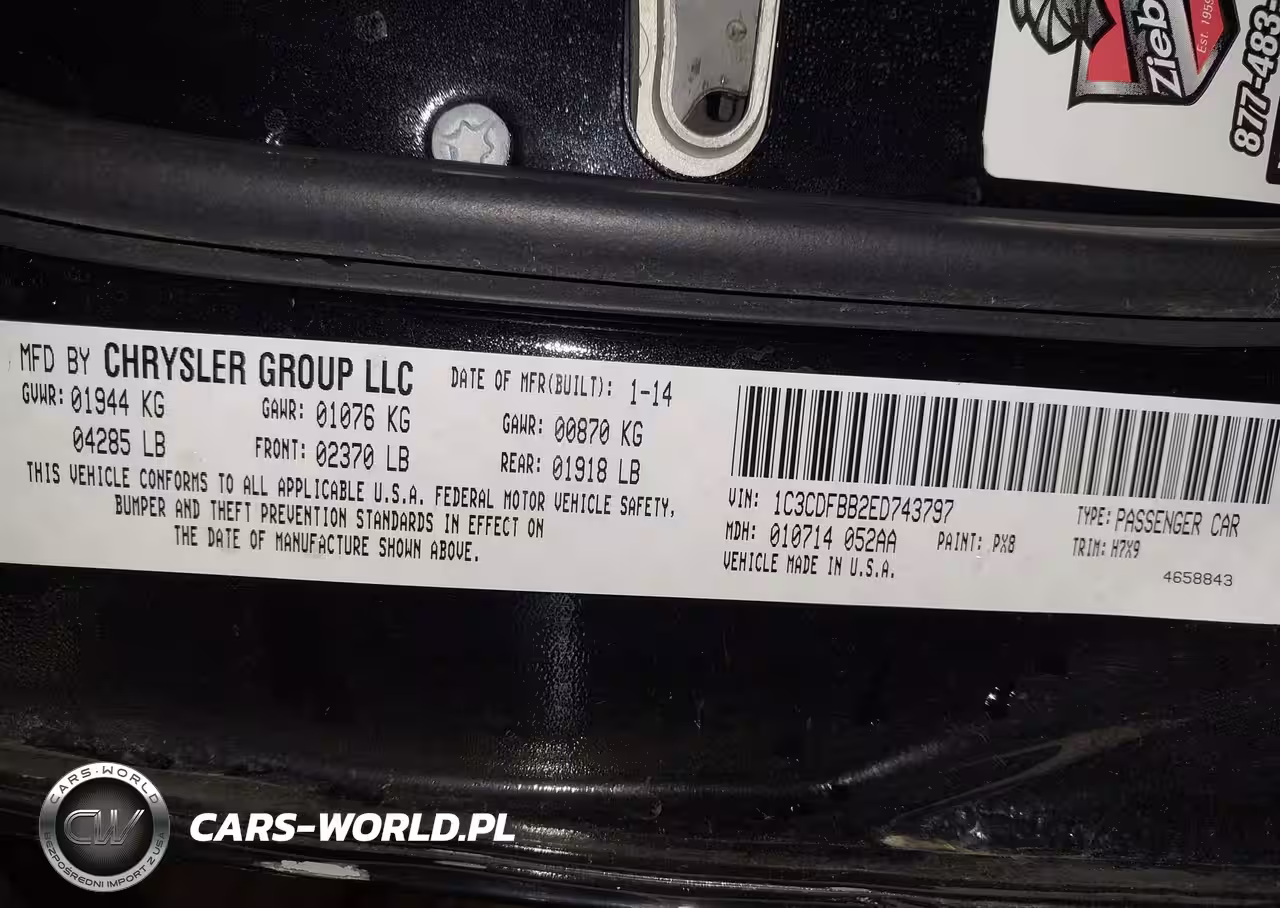 Zieb
Est. 1959
877-483-
MFD BY CHRYSLER GROUP LLC
DATE OF MFR(BUILT): 1-14
GVWR: 01944 KG
GAWR: 01076 KG
GAWR: 00870 KG
04285 LB
FRONT: 02370 LB
REAR: 01918 LB
THIS VEHICLE CONFORMS TO ALL APPLICABLE U.S.A. FEDERAL MOTOR VEHICLE SAFETY,
BUMPER AND THEFT PREVENTION STANDARDS IN EFFECT ON
THE DATE OF MANUFACTURE SHOWN ABOVE.
VIN: 1C3CDFBB2ED743797
TYPE: PASSENGER CAR
MDH: 010714 052AA
PAINT: PX8
TRIM: H7X9
VEHICLE MADE IN U.S.A.
4658843
CARS-WORLD
CW
BEZPOŚREDNI IMPORT Z USA
CARS-WORLD.PL